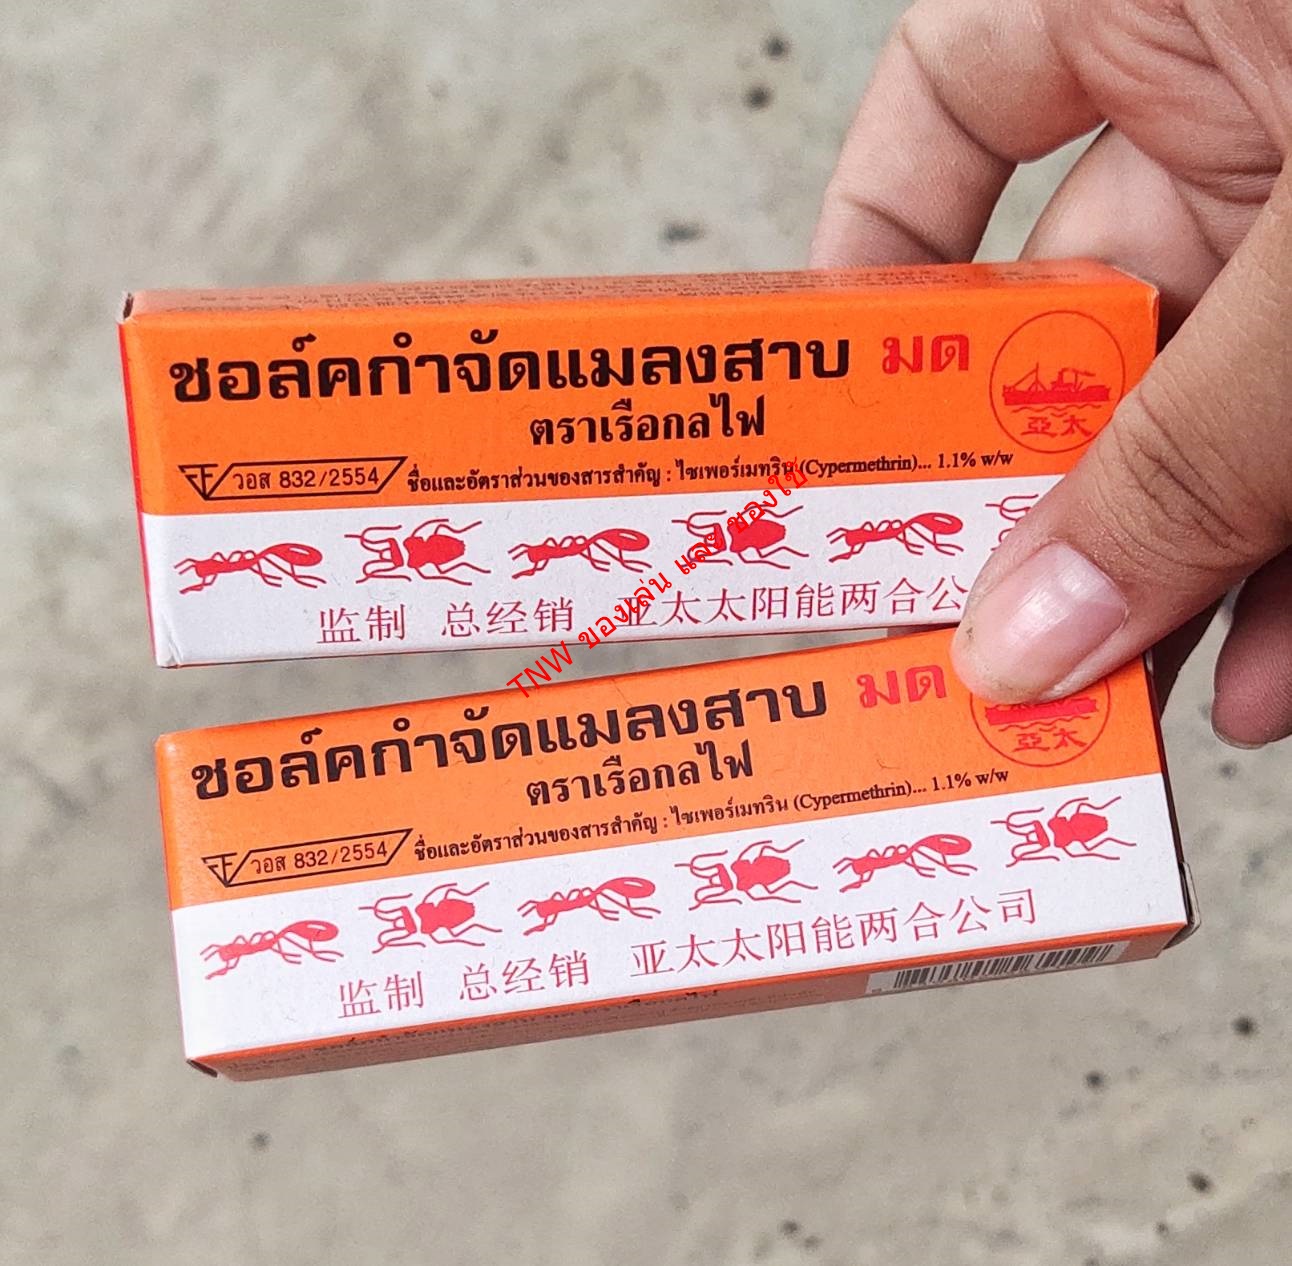 ชอล์คกำจัดแมลงสาบ มด
ตราเรือกลไฟ
亞太
วอส 832/2554 ชื่อและอัตราส่วนของสารสำคัญ : ไซเพอร์เมทริน (Cypermethrin)... 1.1% w/w
监制 总经销 亚太太阳能两合公
TNW ของเล่น และ ของใช้
ชอล์คกำจัดแมลงสาบ มด
ตราเรือกลไฟ
亞太
วอส 832/2554 ชื่อและอัตราส่วนของสารสำคัญ : ไซเพอร์เมทริน (Cypermethrin)... 1.1% w/w
监制 总经销 亚太太阳能两合公司